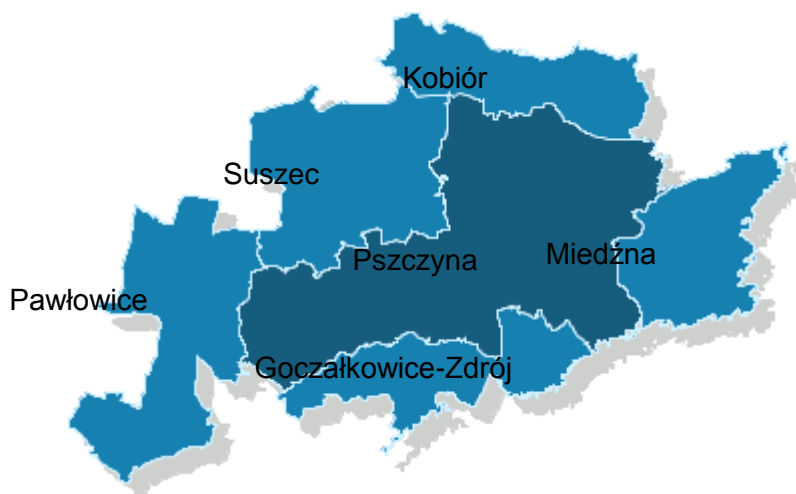 Kobiór
Suszec
Pszczyna
Miedźna
Pawłowice
Goczałkowice-Zdrój